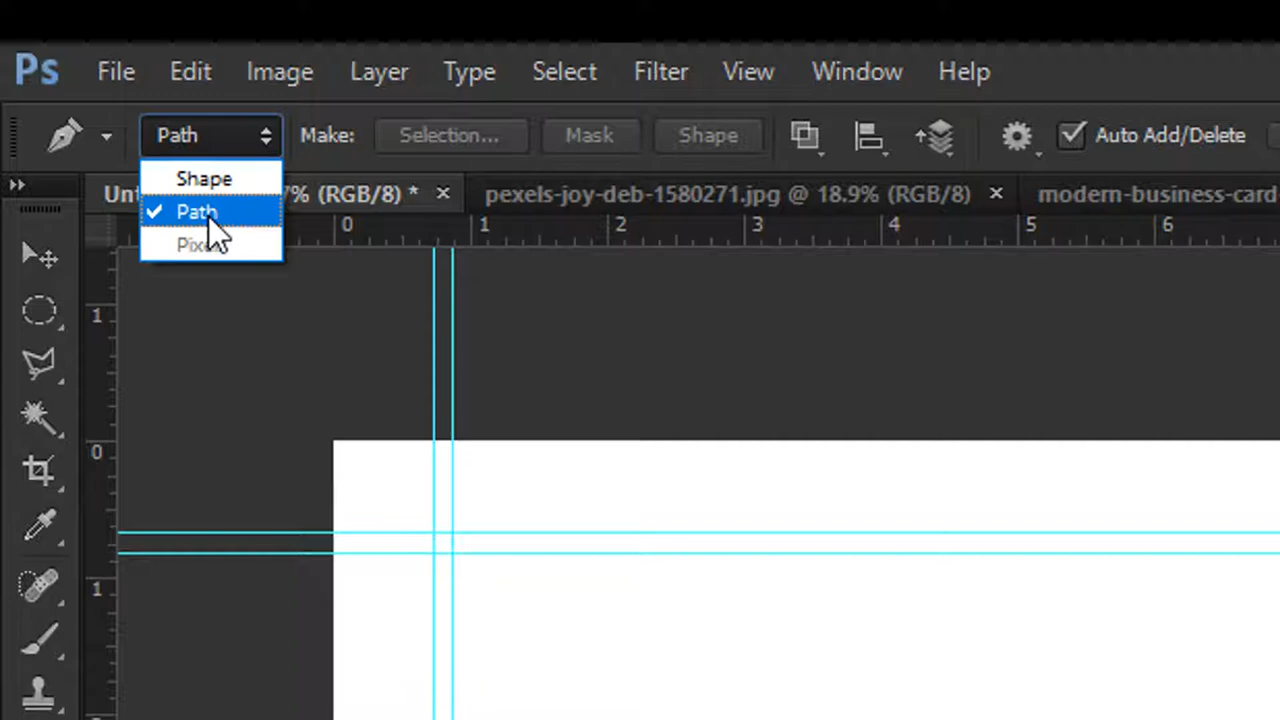 Ps File Edit Image Layer Type Select Filter View Window Help
Path Make: Selection... Mask Shape Auto Add/Delete
Shape
Path
% (RGB/8) * × pexels-joy-deb-1580271.jpg @ 18.9% (RGB/8) × modern-business-card
0 1 2 3 4 5 6
1
0
1